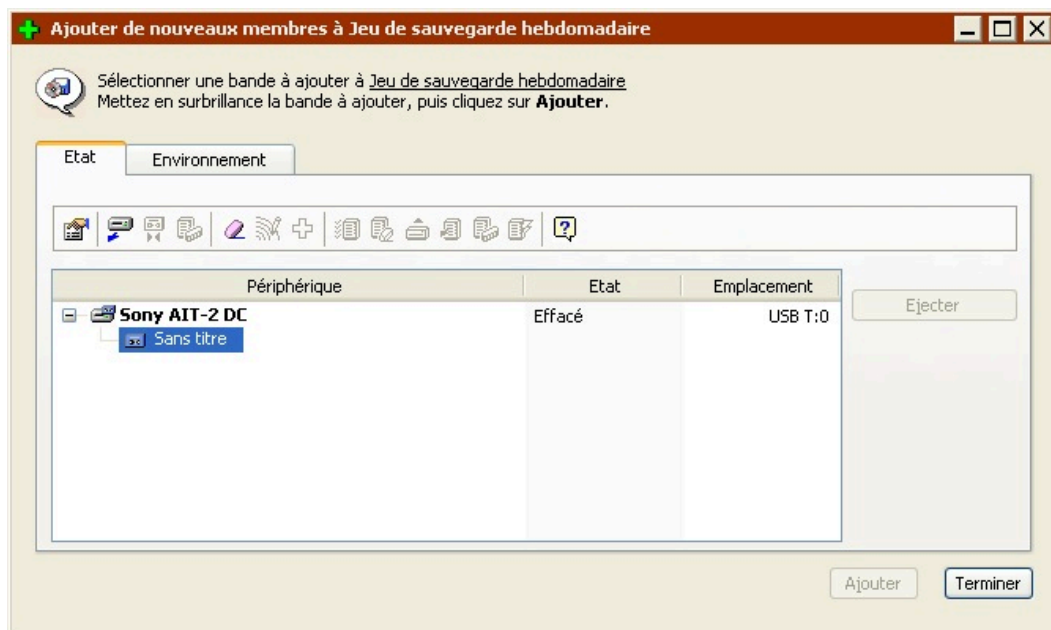 Ajouter de nouveaux membres à Jeu de sauvegarde hebdomadaire
Sélectionner une bande à ajouter à Jeu de sauvegarde hebdomadaire
Mettez en surbrillance la bande à ajouter, puis cliquez sur Ajouter.
Etat Environnement
Périphérique Etat Emplacement
Ejecter
Sony AIT-2 DC Effacé USB T:0
Sans titre
Ajouter Terminer